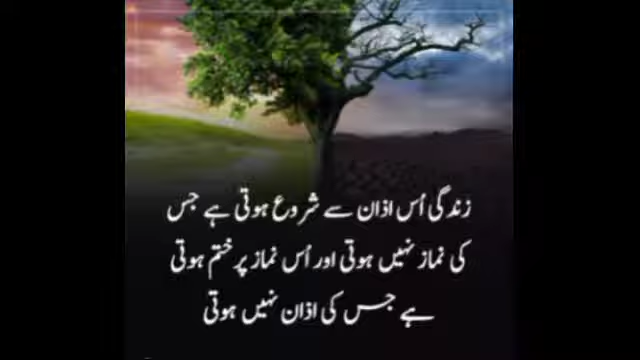 زندگی اُس اذان سے شروع ہوتی ہے جس
کی نماز نہیں ہوتی اور اُس نماز پر ختم ہوتی
ہے جس کی اذان نہیں ہوتی